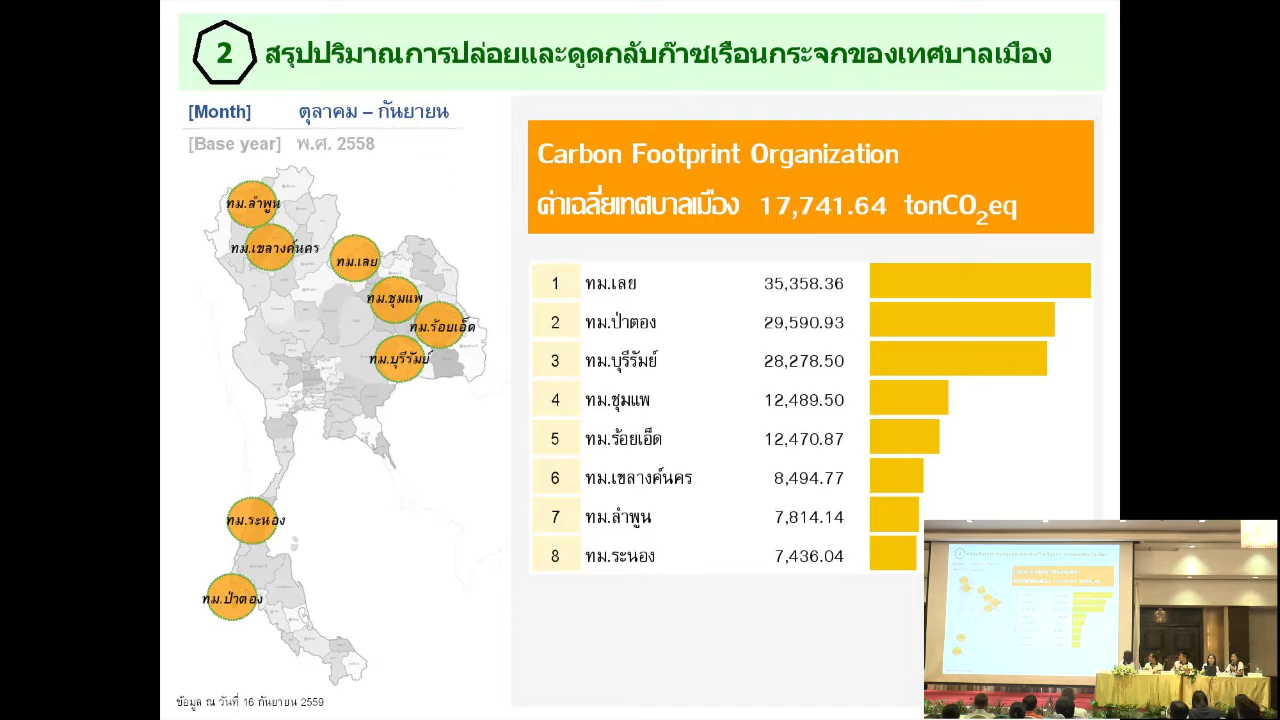 2 สรุปปริมาณการปล่อยและดูดกลับก๊าซเรือนกระจกของเทศบาลเมือง
[Month] ตุลาคม – กันยายน
[Base year] พ.ศ. 2558
ทม.ลำพูน
ทม.เขลางค์นคร
ทม.เลย
ทม.ชุมแพ
ทม.ร้อยเอ็ด
ทม.บุรีรัมย์
ทม.ระนอง
ทม.ป่าตอง
ข้อมูล ณ วันที่ 16 กันยายน 2559
Carbon Footprint Organization
ค่าเฉลี่ยเทศบาลเมือง 17,741.64 tonCO2eq
1 ทม.เลย 35,358.36
2 ทม.ป่าตอง 29,590.93
3 ทม.บุรีรัมย์ 28,278.50
4 ทม.ชุมแพ 12,489.50
5 ทม.ร้อยเอ็ด 12,470.87
6 ทม.เขลางค์นคร 8,494.77
7 ทม.ลำพูน 7,814.14
8 ทม.ระนอง 7,436.04